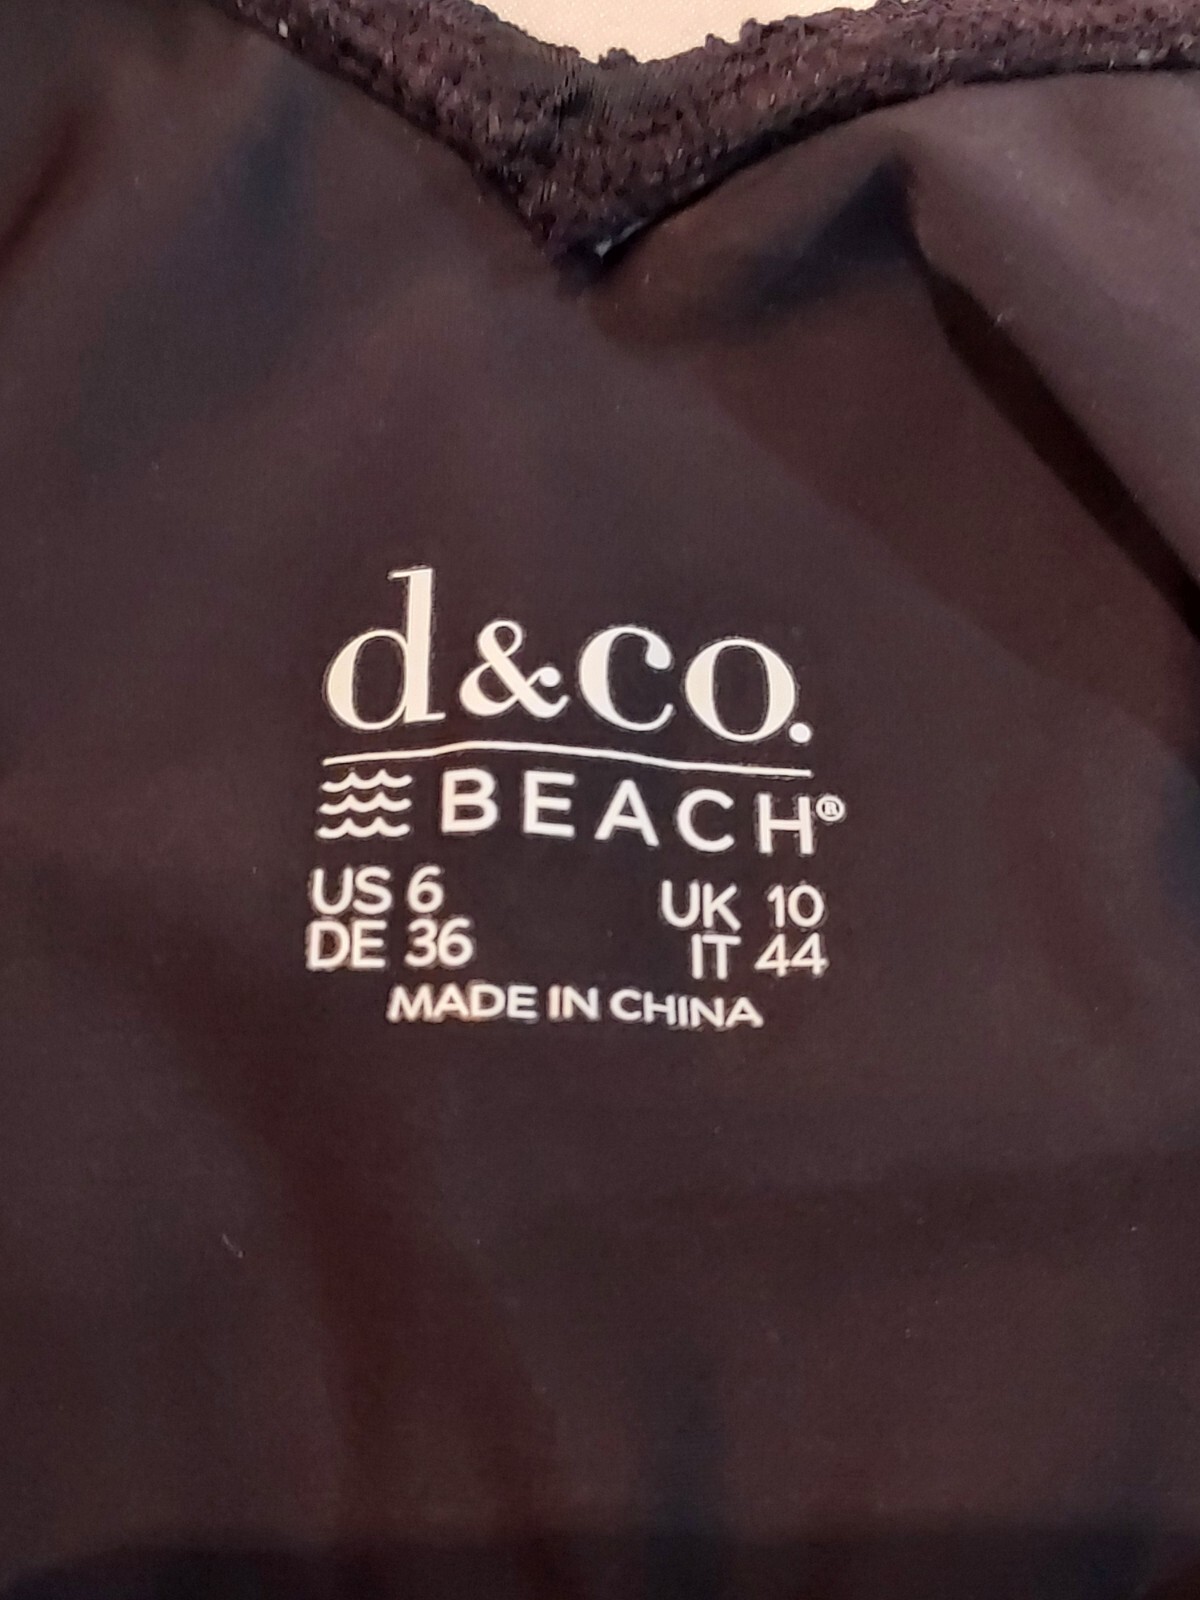 d&co.
BEACH®
US 6 UK 10
DE 36 IT 44
MADE IN CHINA